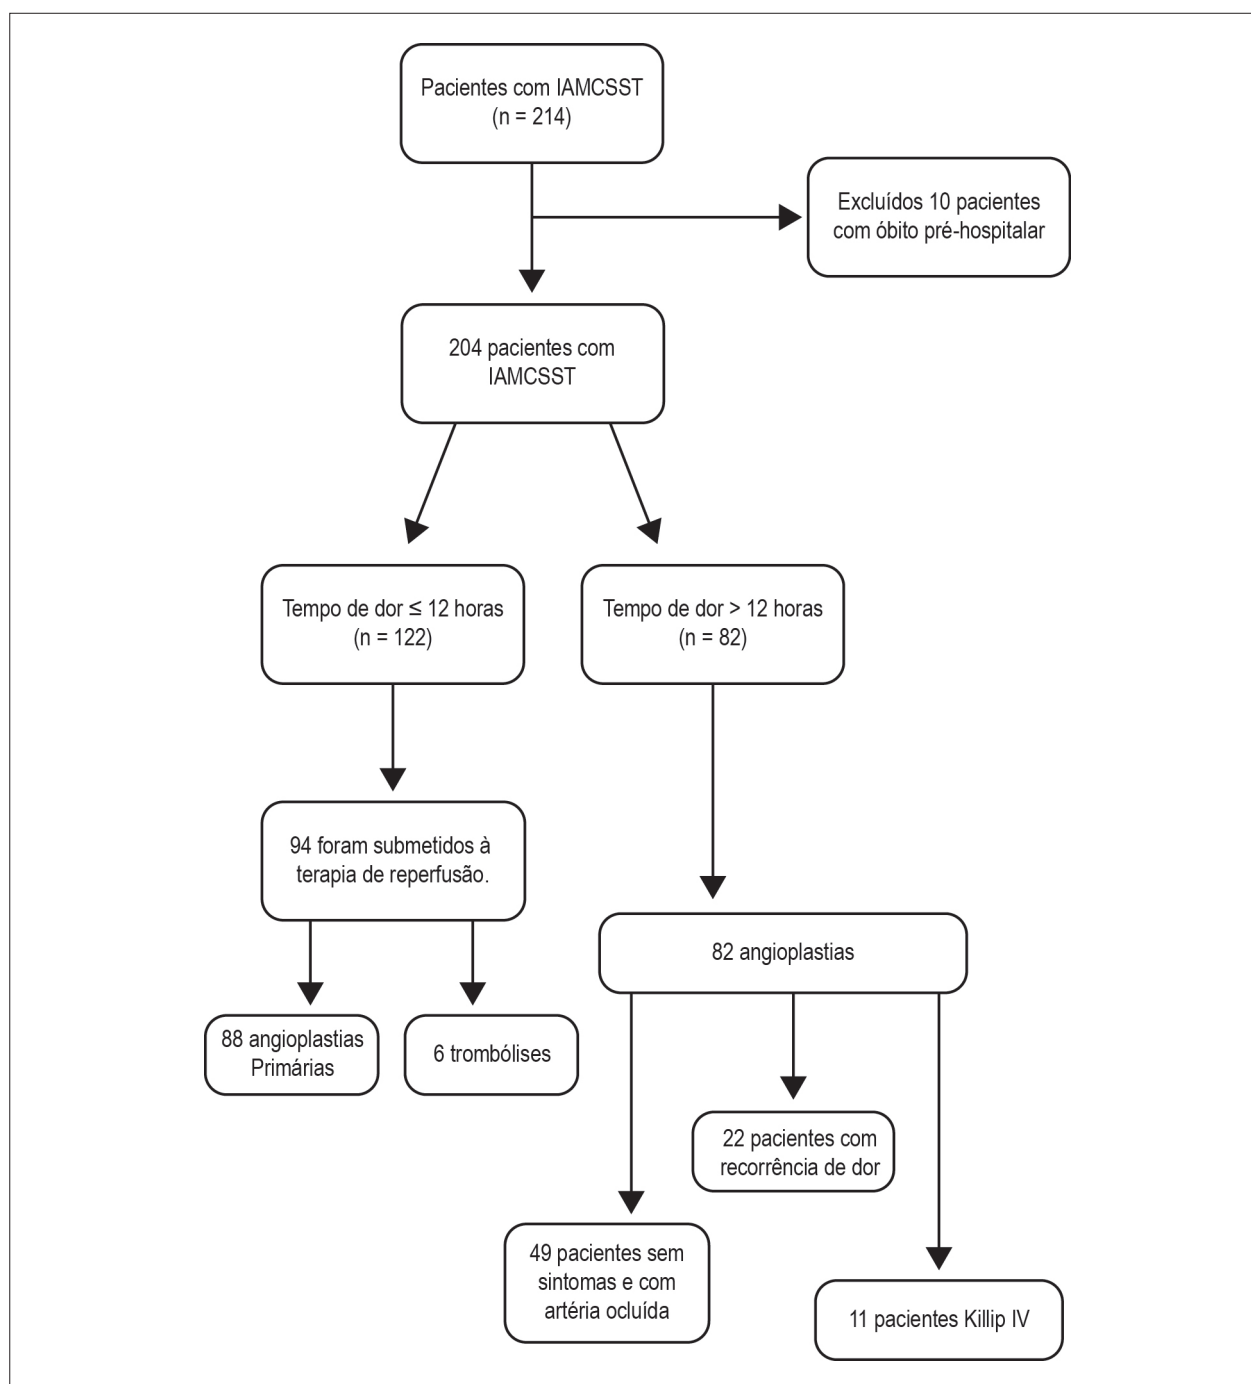 Pacientes com IAMCSST
(n = 214)
Excluídos 10 pacientes
com óbito pré-hospitalar
204 pacientes com
IAMCSST
Tempo de dor ≤ 12 horas
(n = 122)
Tempo de dor > 12 horas
(n = 82)
94 foram submetidos à
terapia de reperfusão.
82 angioplastias
88 angioplastias
Primárias
6 trombólises
22 pacientes com
recorrência de dor
49 pacientes sem
sintomas e com
artéria ocluída
11 pacientes Killip IV